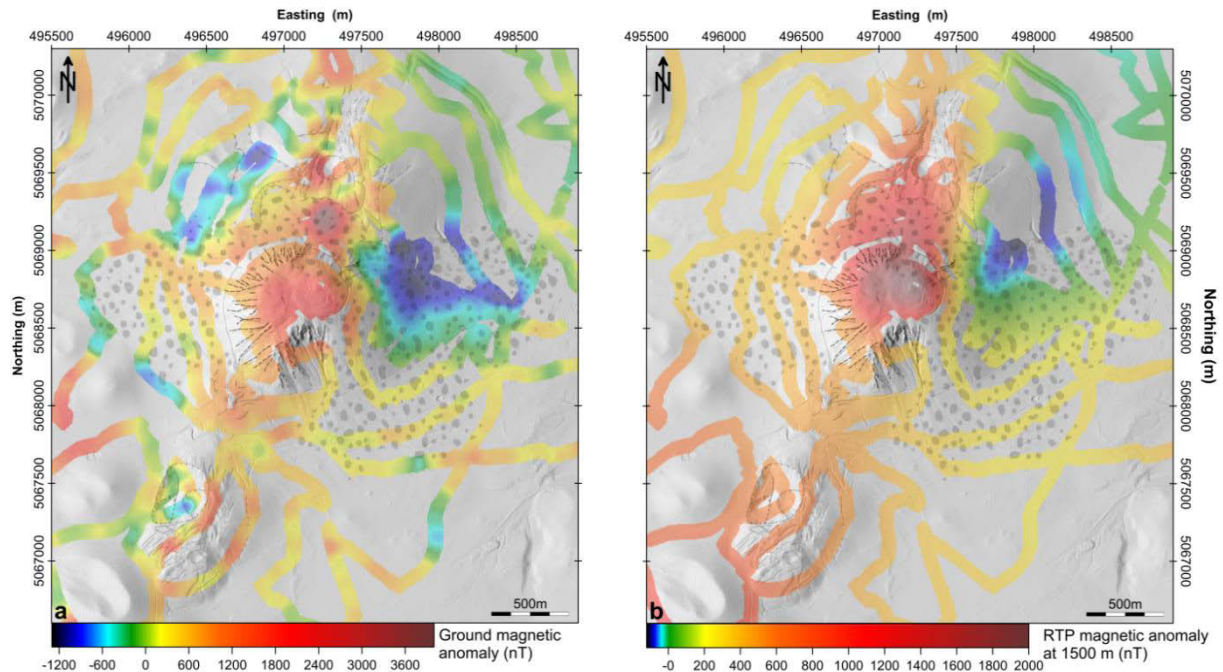 Easting (m)
495500 496000 496500 497000 497500 498000 498500
N
5070000
5069500
5069000
5068500
5068000
5067500
5067000
Northing (m)
500m
a
-1300 -600 0 600 1200 1800 2400 3000 3600
Ground magnetic
anomaly (nT)
Easting (m)
495500 496000 496500 497000 497500 498000 498500
N
5070000
5069500
5069000
5068500
5068000
5067500
5067000
Northing (m)
500m
b
-0 200 400 600 800 1000 1200 1400 1600 1800 2000
RTP magnetic anomaly
at 1500 m (nT)